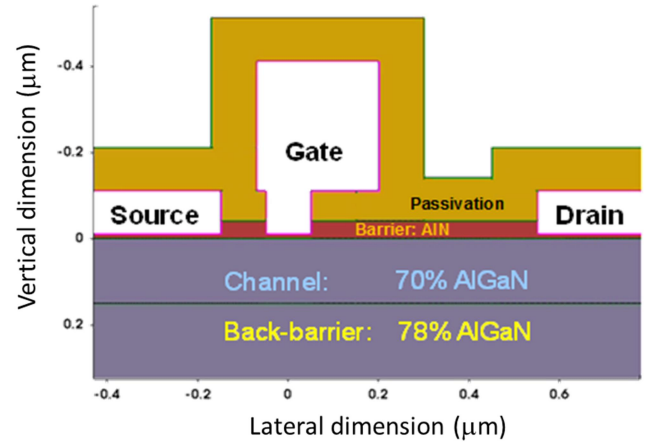 Vertical dimension (μm)
-0.4
-0.2
0
0.2
Gate
Source
Passivation
Drain
Barrier: AlN
Channel: 70% AlGaN
Back-barrier: 78% AlGaN
-0.4 -0.2 0 0.2 0.4 0.6
Lateral dimension (μm)